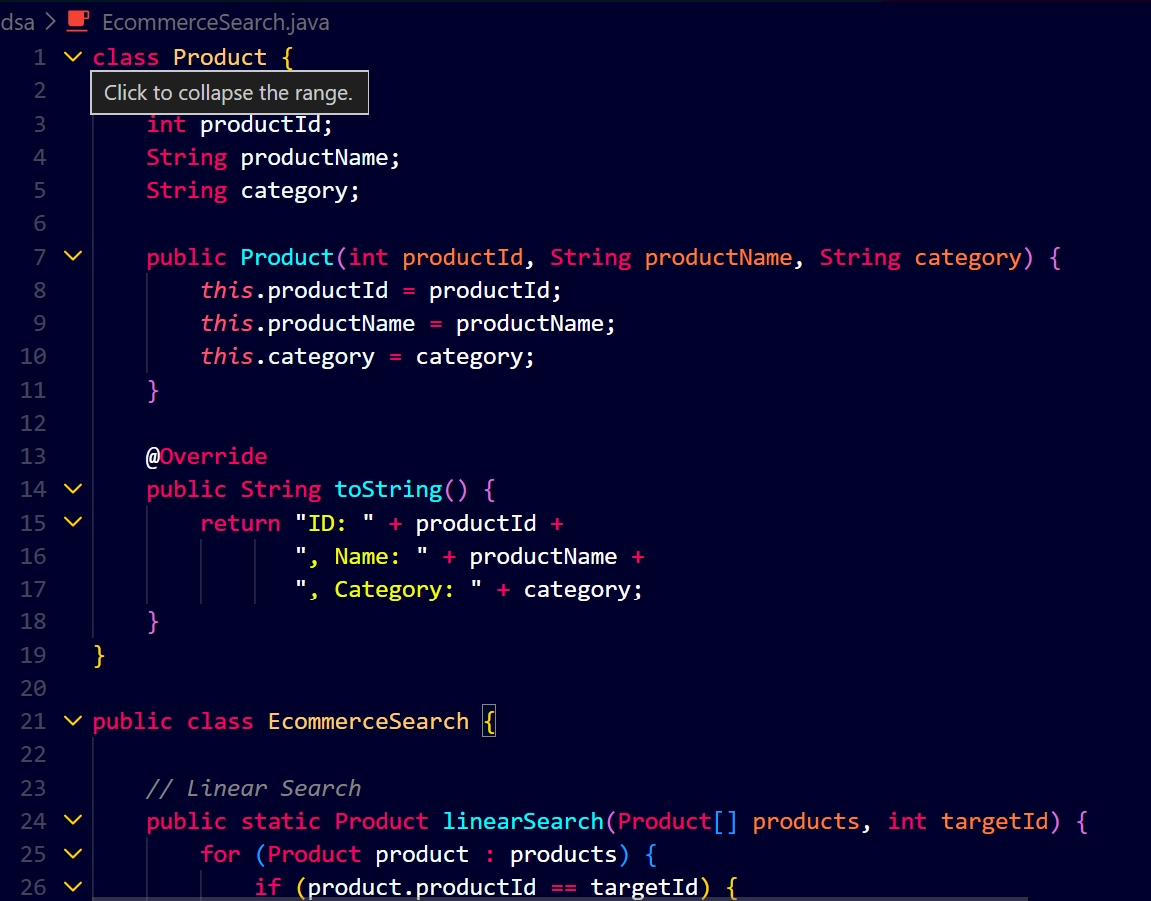 dsa > EcommerceSearch.java
1 class Product {
Click to collapse the range.
2
3     int productId;
4     String productName;
5     String category;
6
7     public Product(int productId, String productName, String category) {
8         this.productId = productId;
9         this.productName = productName;
10         this.category = category;
11     }
12
13     @Override
14     public String toString() {
15         return "ID: " + productId +
16                ", Name: " + productName +
17                ", Category: " + category;
18     }
19 }
20
21 public class EcommerceSearch {
22
23     // Linear Search
24     public static Product linearSearch(Product[] products, int targetId) {
25         for (Product product : products) {
26             if (product.productId == targetId) {